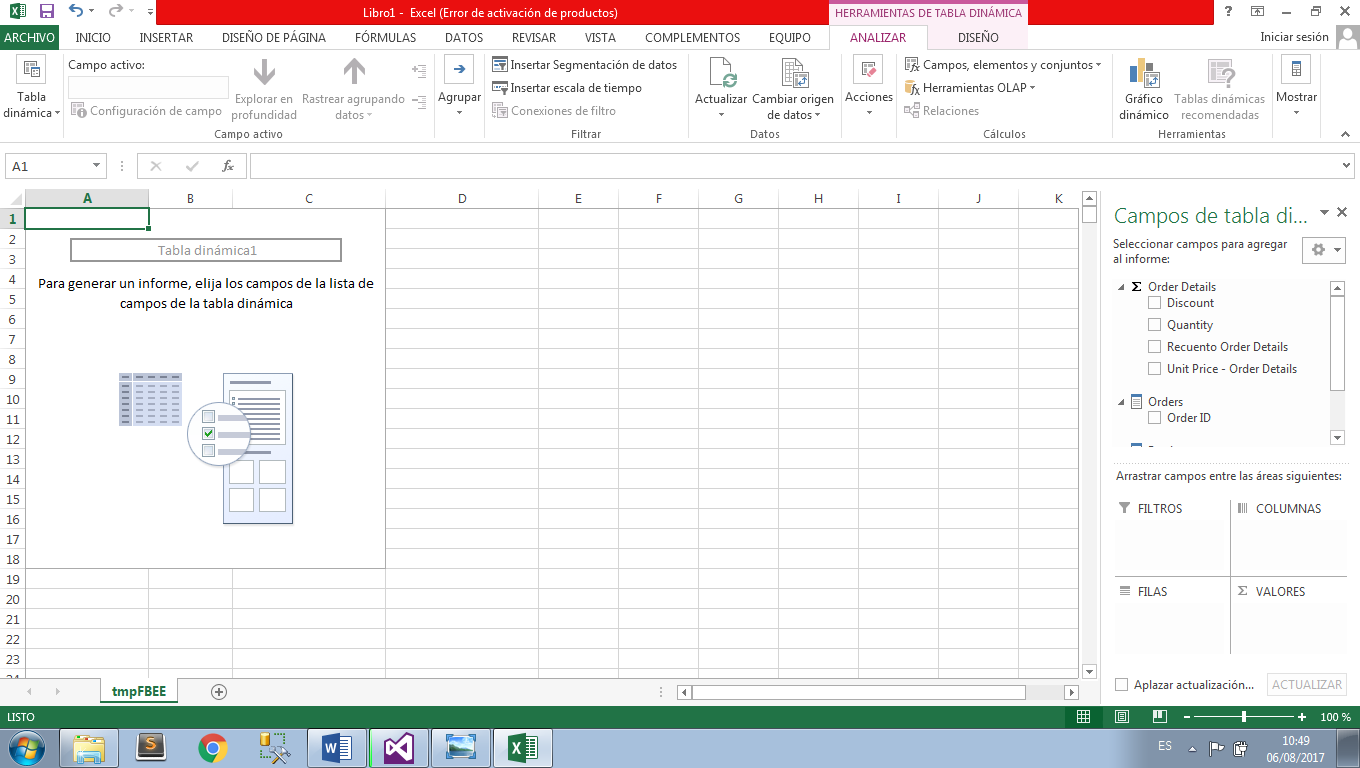 Libro1 - Excel (Error de activación de productos)
HERRAMIENTAS DE TABLA DINÁMICA
?
ARCHIVO INICIO INSERTAR DISEÑO DE PÁGINA FÓRMULAS DATOS REVISAR VISTA COMPLEMENTOS EQUIPO ANALIZAR DISEÑO Iniciar sesión
Tabla
dinámica
Campo activo:
Configuración de campo
Explorar en
profundidad
Rastrear agrupando
datos
Campo activo
Agrupar
Insertar Segmentación de datos
Insertar escala de tiempo
Conexiones de filtro
Filtrar
Actualizar
Cambiar origen
de datos
Datos
Acciones
Campos, elementos y conjuntos
Herramientas OLAP
Relaciones
Cálculos
Gráfico
dinámico
Tablas dinámicas
recomendadas
Herramientas
Mostrar
A1
fx
A B C D E F G H I J K
1
2
3
4
5
6
7
8
9
10
11
12
13
14
15
16
17
18
19
20
21
22
23
Tabla dinámica1
Para generar un informe, elija los campos de la lista de
campos de la tabla dinámica
Campos de tabla di...
Seleccionar campos para agregar
al informe:
Σ Order Details
Discount
Quantity
Recuento Order Details
Unit Price - Order Details
Orders
Order ID
Arrastrar campos entre las áreas siguientes:
FILTROS
COLUMNAS
FILAS
Σ VALORES
Aplazar actualización...
ACTUALIZAR
tmpFBEE
LISTO
100 %
ES
10:49
06/08/2017